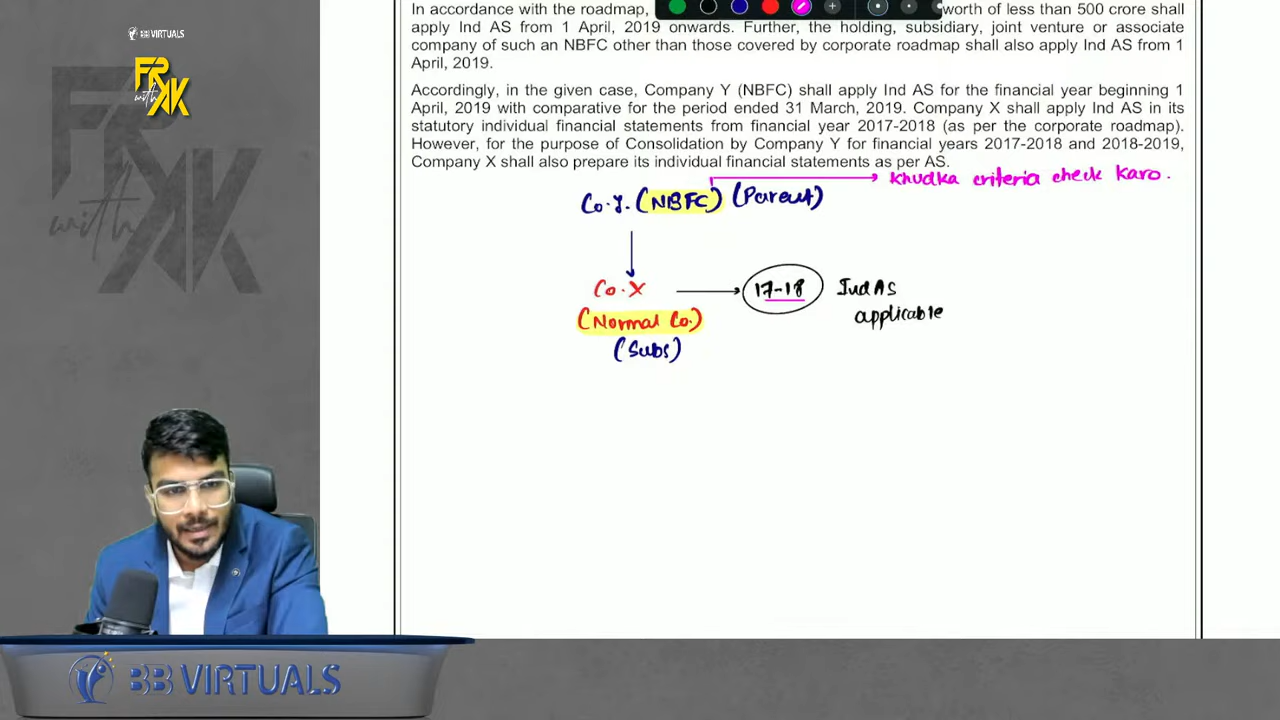 BB VIRTUALS
FR
with
AK
FR
with
AK
In accordance with the roadmap, worth of less than 500 crore shall
apply Ind AS from 1 April, 2019 onwards. Further, the holding, subsidiary, joint venture or associate
company of such an NBFC other than those covered by corporate roadmap shall also apply Ind AS from 1
April, 2019.
Accordingly, in the given case, Company Y (NBFC) shall apply Ind AS for the financial year beginning 1
April, 2019 with comparative for the period ended 31 March, 2019. Company X shall apply Ind AS in its
statutory individual financial statements from financial year 2017-2018 (as per the corporate roadmap).
However, for the purpose of Consolidation by Company Y for financial years 2017-2018 and 2018-2019,
Company X shall also prepare its individual financial statements as per AS.
Khudka criteria check karo.
Co.Y. (NBFC) (Parent)
Co.X 17-18 Ind AS
applicable
(Normal Co.)
(Subs)
BB VIRTUALS